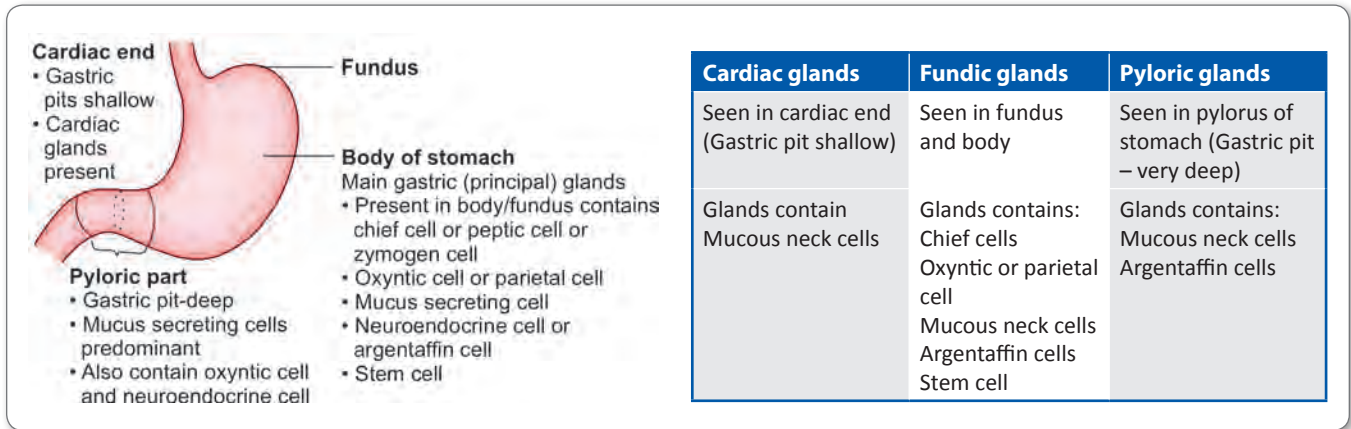 Cardiac end
• Gastric
pits shallow
• Cardiac
glands
present
Fundus
Body of stomach
Main gastric (principal) glands
• Present in body/fundus contains
chief cell or peptic cell or
zymogen cell
• Oxyntic cell or parietal cell
• Mucus secreting cell
• Neuroendocrine cell or
argentaffin cell
• Stem cell
Pyloric part
• Gastric pit-deep
• Mucus secreting cells
predominant
• Also contain oxyntic cell
and neuroendocrine cell
Cardiac glands
Fundic glands
Pyloric glands
Seen in cardiac end
(Gastric pit shallow)
Seen in fundus
and body
Seen in pylorus of
stomach (Gastric pit
– very deep)
Glands contain
Mucous neck cells
Glands contains:
Chief cells
Oxyntic or parietal
cell
Mucous neck cells
Argentaffin cells
Stem cell
Glands contains:
Mucous neck cells
Argentaffin cells